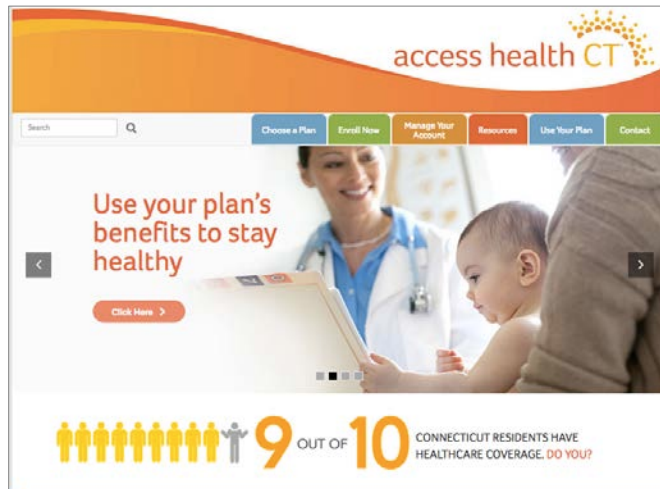 access health CT
Search
Choose a Plan
Enroll Now
Manage Your
Account
Resources
Use Your Plan
Contact
Use your plan's
benefits to stay
healthy
Click Here
9 OUT OF 10
CONNECTICUT RESIDENTS HAVE
HEALTHCARE COVERAGE. DO YOU?